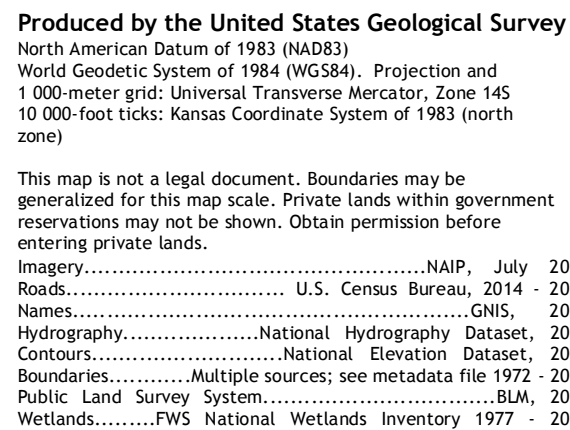 Produced by the United States Geological Survey
North American Datum of 1983 (NAD83)
World Geodetic System of 1984 (WGS84). Projection and
1 000-meter grid: Universal Transverse Mercator, Zone 14S
10 000-foot ticks: Kansas Coordinate System of 1983 (north
zone)
This map is not a legal document. Boundaries may be
generalized for this map scale. Private lands within government
reservations may not be shown. Obtain permission before
entering private lands.
Imagery....................................................NAIP, July 20
Roads................................. U.S. Census Bureau, 2014 - 20
Names............................................................GNIS, 20
Hydrography.....................National Hydrography Dataset, 20
Contours.............................National Elevation Dataset, 20
Boundaries............Multiple sources; see metadata file 1972 - 20
Public Land Survey System...................................BLM, 20
Wetlands.........FWS National Wetlands Inventory 1977 - 20